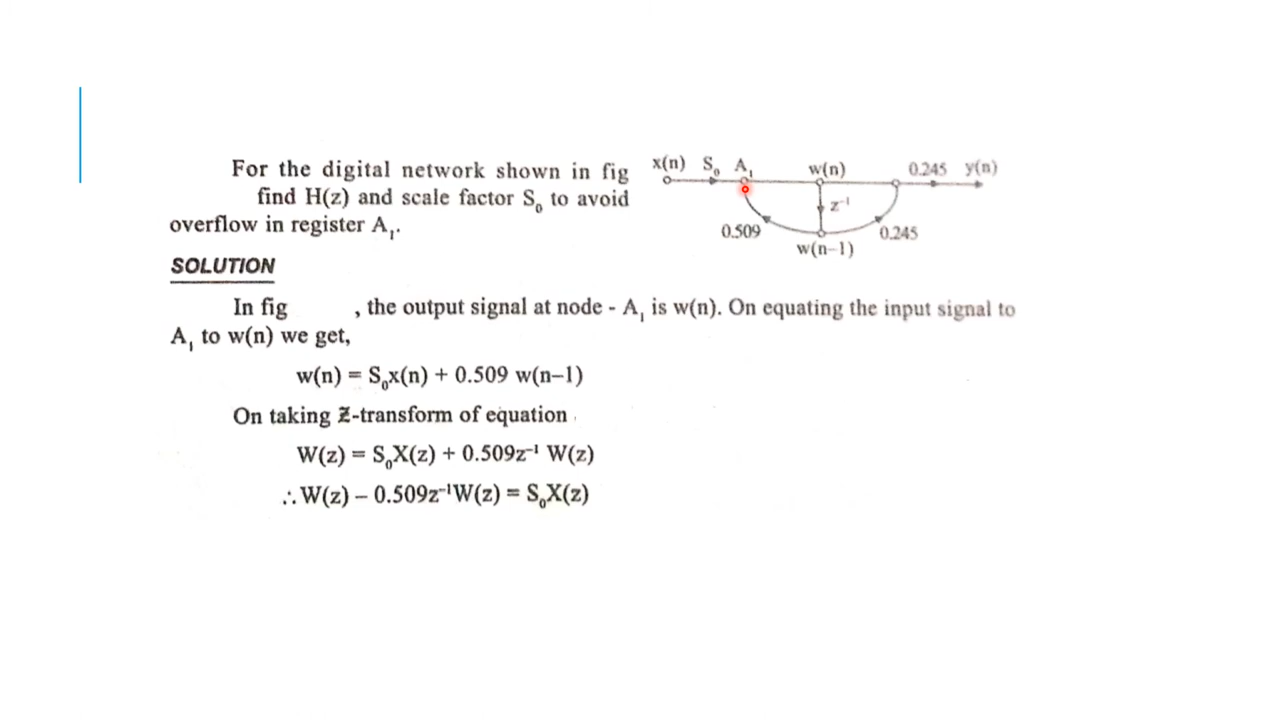 For the digital network shown in fig
find H(z) and scale factor S₀ to avoid
overflow in register A₁.
x(n) S₀ A₁ w(n) 0.245 y(n)
z⁻¹
0.509 0.245
w(n–1)
SOLUTION
In fig , the output signal at node - A₁ is w(n). On equating the input signal to
A₁ to w(n) we get,
w(n) = S₀x(n) + 0.509 w(n–1)
On taking Z-transform of equation
W(z) = S₀X(z) + 0.509z⁻¹ W(z)
∴ W(z) – 0.509z⁻¹W(z) = S₀X(z)